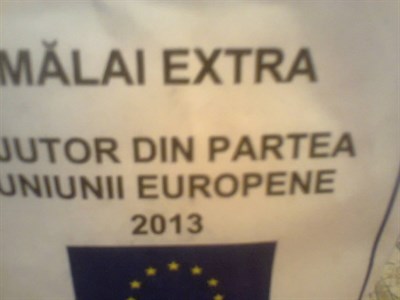 MĂLAI EXTRA
JUTOR DIN PARTEA
UNIUNII EUROPENE
2013